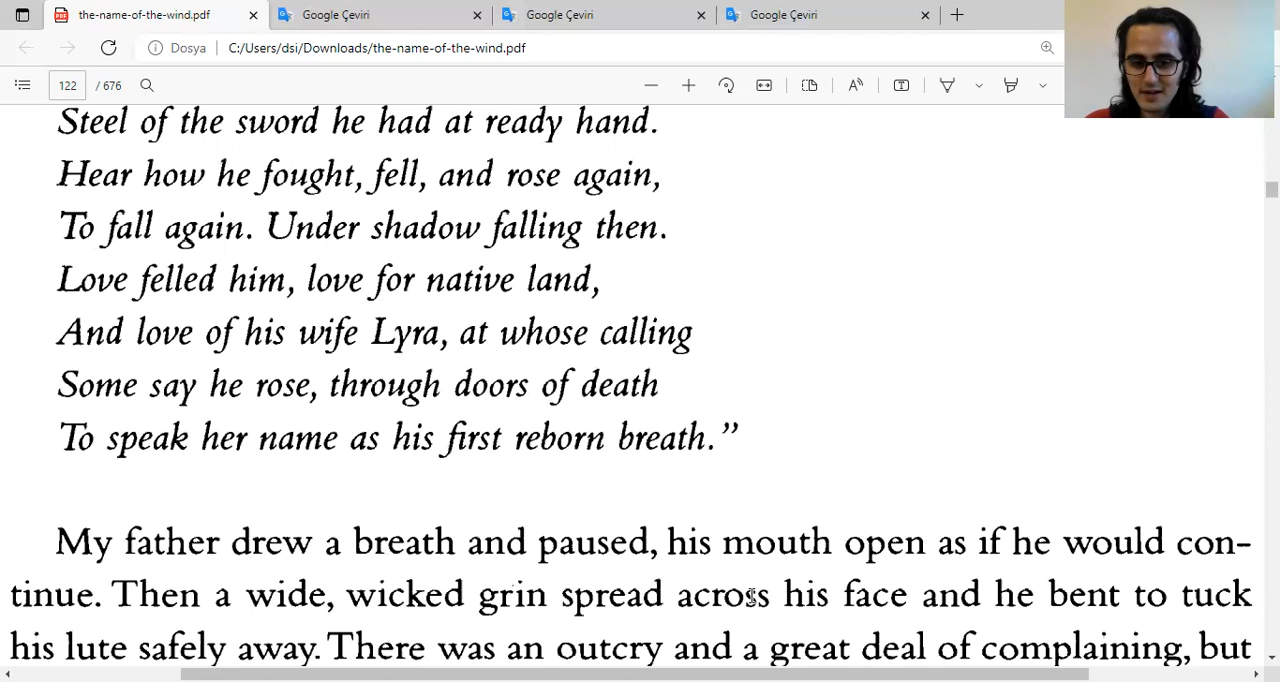 the-name-of-the-wind.pdf
Google Çeviri
Google Çeviri
Google Çeviri
Dosya
C:/Users/dsi/Downloads/the-name-of-the-wind.pdf
122 / 676
Steel of the sword he had at ready hand.
Hear how he fought, fell, and rose again,
To fall again. Under shadow falling then.
Love felled him, love for native land,
And love of his wife Lyra, at whose calling
Some say he rose, through doors of death
To speak her name as his first reborn breath.”
My father drew a breath and paused, his mouth open as if he would con-
tinue. Then a wide, wicked grin spread across his face and he bent to tuck
his lute safely away. There was an outcry and a great deal of complaining, but